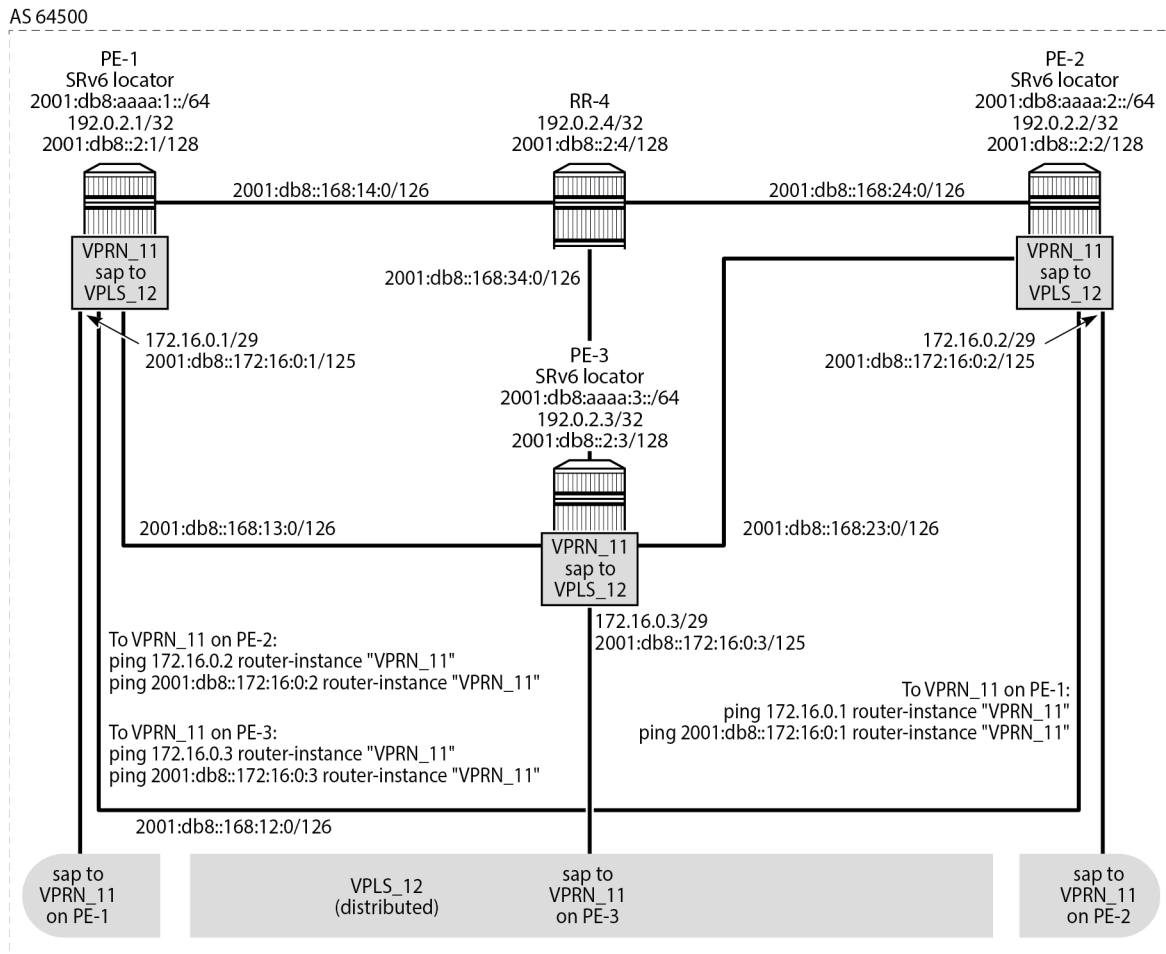 AS 64500
PE-1
SRv6 locator
2001:db8:aaaa:1::/64
192.0.2.1/32
2001:db8::2:1/128
RR-4
192.0.2.4/32
2001:db8::2:4/128
PE-2
SRv6 locator
2001:db8:aaaa:2::/64
192.0.2.2/32
2001:db8::2:2/128
2001:db8::168:14:0/126
2001:db8::168:24:0/126
VPRN_11
sap to
VPLS_12
VPRN_11
sap to
VPLS_12
2001:db8::168:34:0/126
172.16.0.1/29
2001:db8::172:16:0:1/125
172.16.0.2/29
2001:db8::172:16:0:2/125
PE-3
SRv6 locator
2001:db8:aaaa:3::/64
192.0.2.3/32
2001:db8::2:3/128
2001:db8::168:13:0/126
2001:db8::168:23:0/126
VPRN_11
sap to
VPLS_12
172.16.0.3/29
2001:db8::172:16:0:3/125
To VPRN_11 on PE-2:
ping 172.16.0.2 router-instance "VPRN_11"
ping 2001:db8::172:16:0:2 router-instance "VPRN_11"
To VPRN_11 on PE-3:
ping 172.16.0.3 router-instance "VPRN_11"
ping 2001:db8::172:16:0:3 router-instance "VPRN_11"
To VPRN_11 on PE-1:
ping 172.16.0.1 router-instance "VPRN_11"
ping 2001:db8::172:16:0:1 router-instance "VPRN_11"
2001:db8::168:12:0/126
sap to
VPRN_11
on PE-1
VPLS_12
(distributed)
sap to
VPRN_11
on PE-3
sap to
VPRN_11
on PE-2